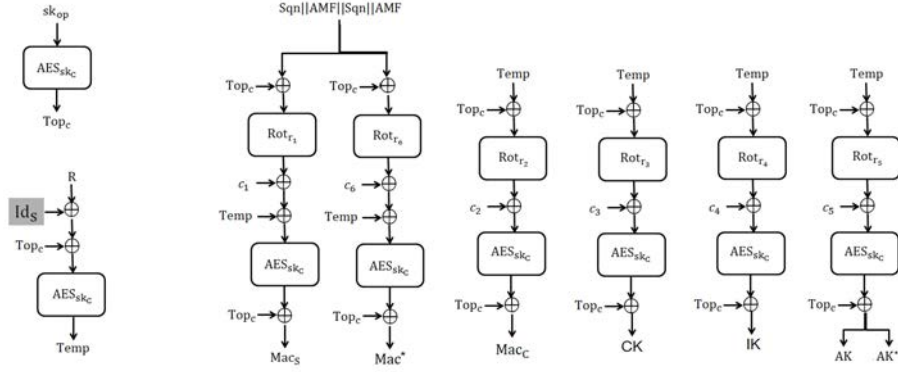 sk_op
AES_skC
Top_c
R
Id_S
Top_c
AES_skC
Temp
Sqn||AMF||Sqn||AMF
Top_c
Rot_r1
c_1
Temp
AES_skC
Top_c
Mac_S
Top_c
Rot_r6
c_6
Temp
AES_skC
Top_c
Mac*
Temp
Top_c
Rot_r2
c_2
AES_skC
Top_c
Mac_C
Temp
Top_c
Rot_r3
c_3
AES_skC
Top_c
CK
Temp
Top_c
Rot_r4
c_4
AES_skC
Top_c
IK
Temp
Top_c
Rot_r5
c_5
AES_skC
Top_c
AK AK*